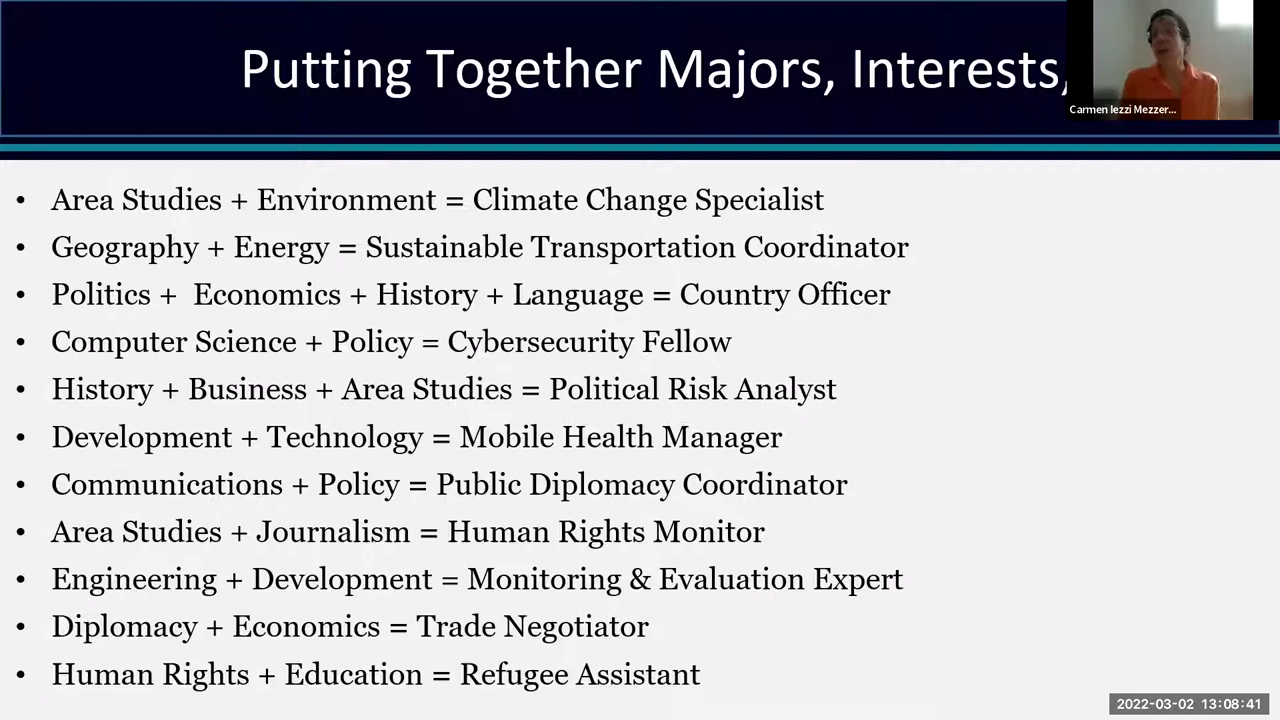 Putting Together Majors, Interests,
Carmen Iezzi Mezzer...
• Area Studies + Environment = Climate Change Specialist
• Geography + Energy = Sustainable Transportation Coordinator
• Politics + Economics + History + Language = Country Officer
• Computer Science + Policy = Cybersecurity Fellow
• History + Business + Area Studies = Political Risk Analyst
• Development + Technology = Mobile Health Manager
• Communications + Policy = Public Diplomacy Coordinator
• Area Studies + Journalism = Human Rights Monitor
• Engineering + Development = Monitoring & Evaluation Expert
• Diplomacy + Economics = Trade Negotiator
• Human Rights + Education = Refugee Assistant
2022-03-02 13:08:41